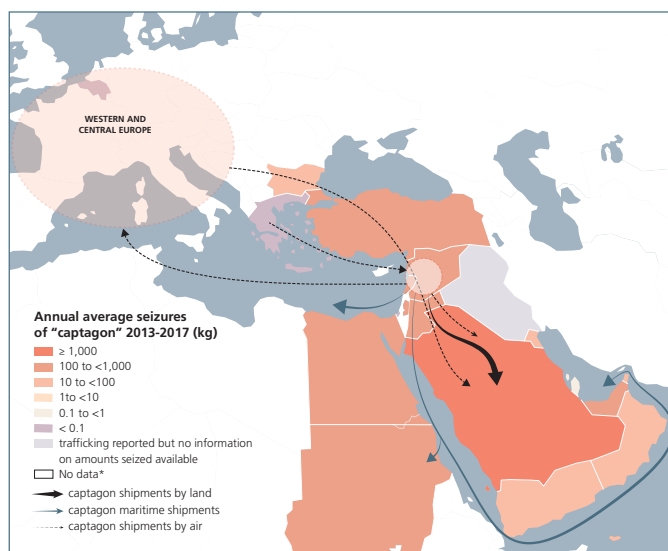 WESTERN AND
CENTRAL EUROPE
Annual average seizures
of “captagon” 2013-2017 (kg)
≥ 1,000
100 to <1,000
10 to <100
1to <10
0.1 to <1
< 0.1
trafficking reported but no information
on amounts seized available
No data*
captagon shipments by land
captagon maritime shipments
captagon shipments by air